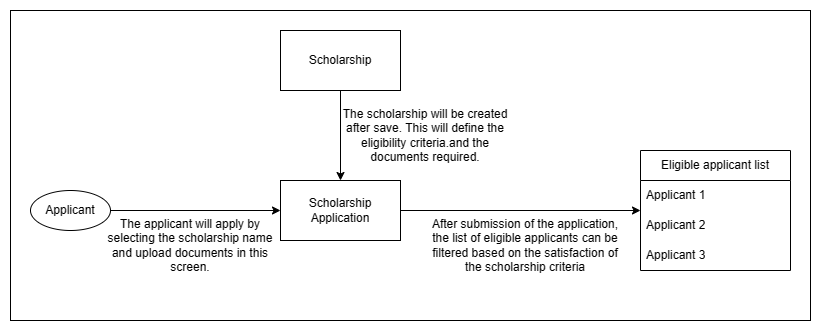 Scholarship
The scholarship will be created
after save. This will define the
eligibility criteria.and the
documents required.
Applicant
The applicant will apply by
selecting the scholarship name
and upload documents in this
screen.
Scholarship
Application
After submission of the application,
the list of eligible applicants can be
filtered based on the satisfaction of
the scholarship criteria
Eligible applicant list
Applicant 1
Applicant 2
Applicant 3